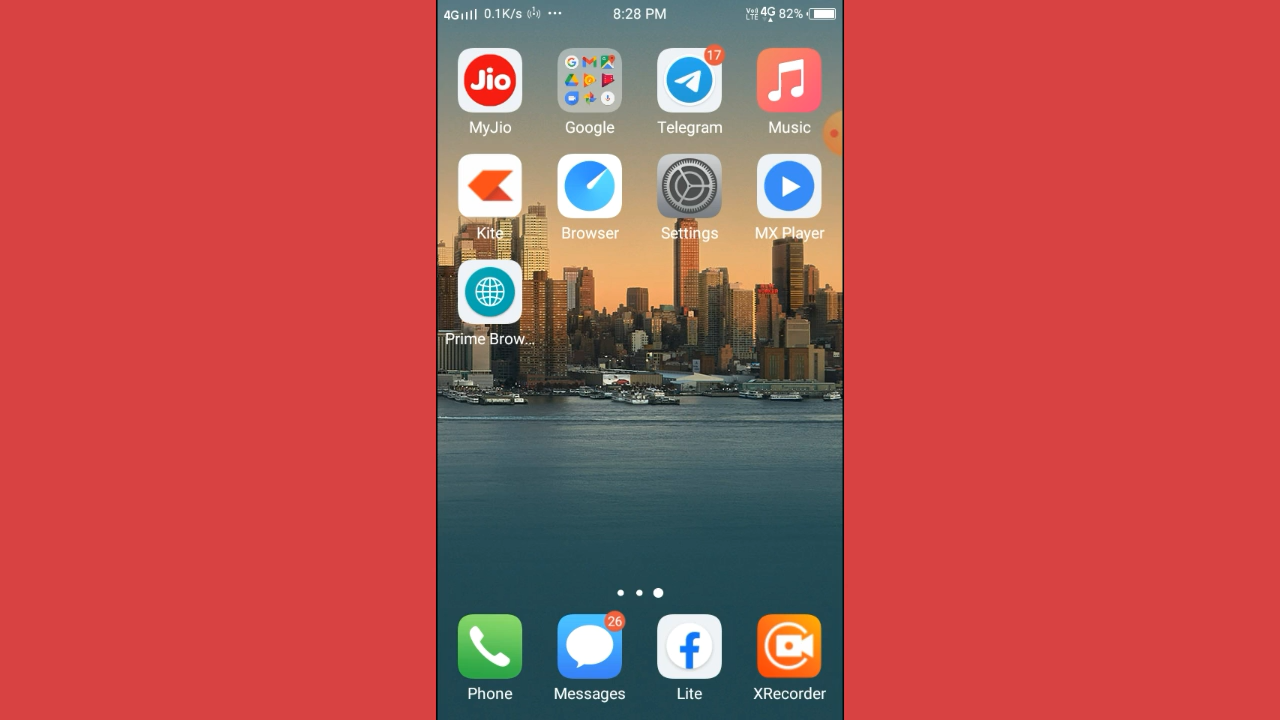 4G 0.1K/s ••• 8:28 PM VoLTE 4G 82%
Jio
17
MyJio Google Telegram Music
Kite Browser Settings MX Player
Prime Brow...
26
Phone Messages Lite XRecorder